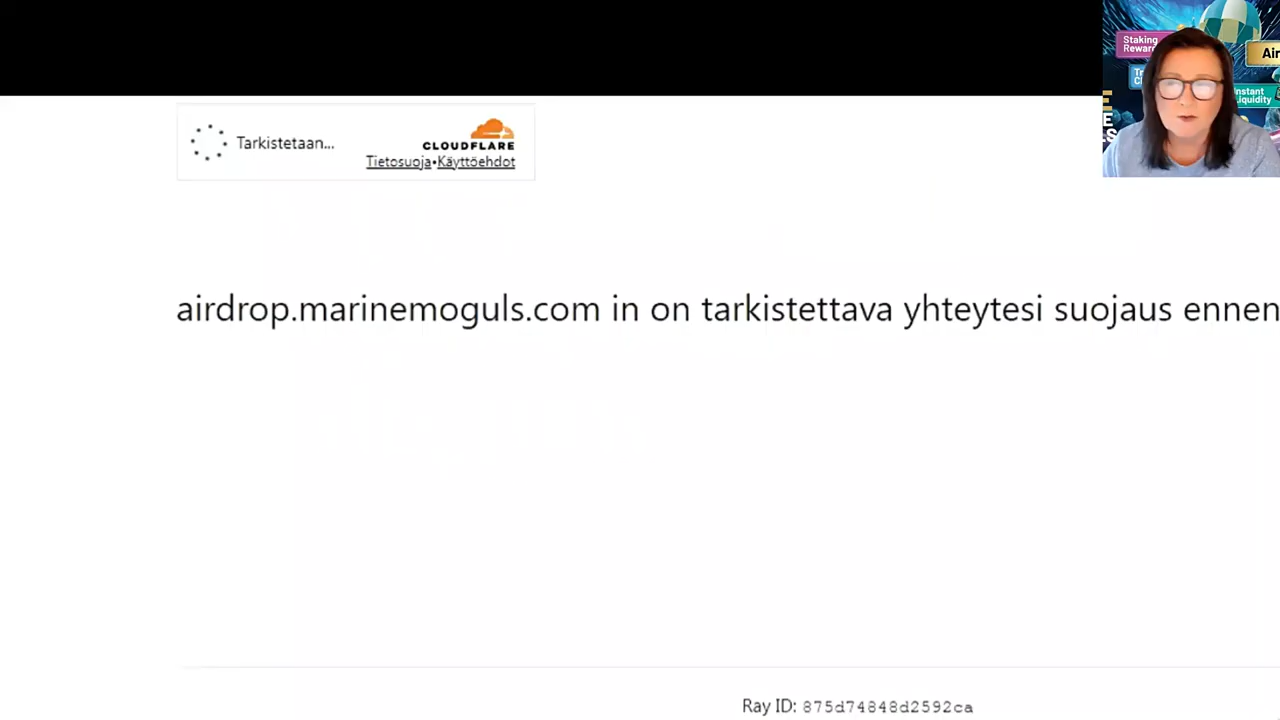 Staking
Air
Instant
Liquidity
Tarkistetaan...
CLOUDFLARE
Tietosuoja•Käyttöehdot
airdrop.marinemoguls.com in on tarkistettava yhteytesi suojaus ennen
Ray ID: 875d74848d2592ca